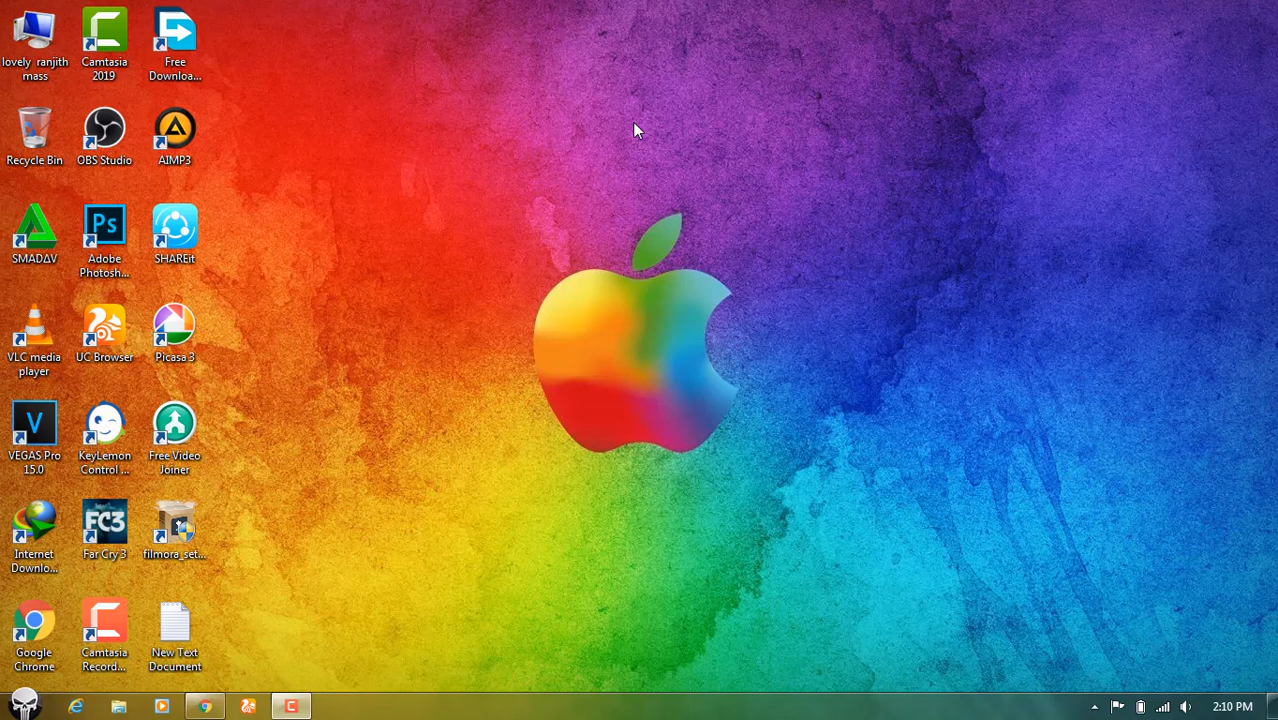 lovely ranjith
mass
Camtasia
2019
Free
Downloa...
Recycle Bin
OBS Studio
AIMP3
SMADΔV
Ps
Adobe
Photosh...
SHAREit
VLC media
player
UC Browser
Picasa 3
V
VEGAS Pro
15.0
KeyLemon
Control ...
Free Video
Joiner
Internet
Downlo...
FC3
Far Cry 3
filmora_set...
Google
Chrome
Camtasia
Record...
New Text
Document
2:10 PM